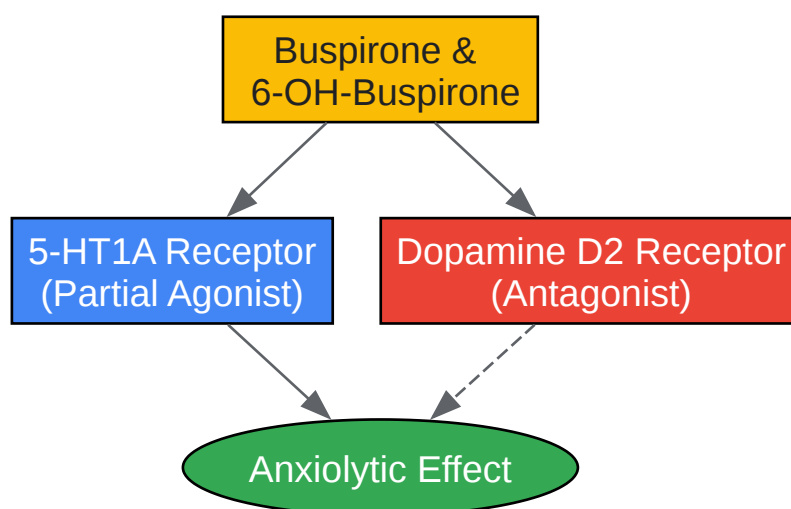 Buspirone &
6-OH-Buspirone
5-HT1A Receptor
(Partial Agonist)
Dopamine D2 Receptor
(Antagonist)
Anxiolytic Effect